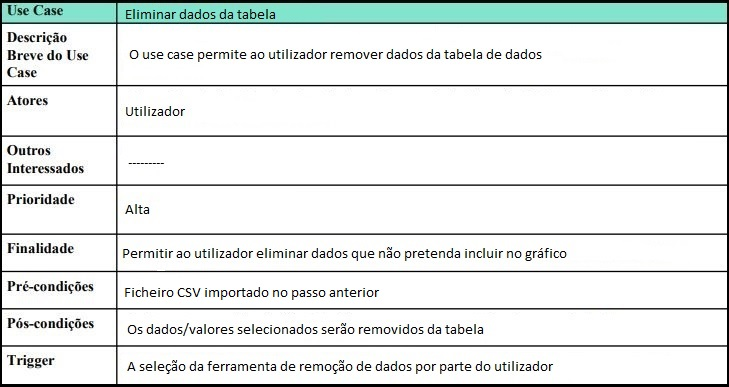 Use Case Eliminar dados da tabela
Descrição
Breve do Use
Case
O use case permite ao utilizador remover dados da tabela de dados
Atores
Utilizador
Outros
Interessados
---------
Prioridade
Alta
Finalidade
Permitir ao utilizador eliminar dados que não pretenda incluir no gráfico
Pré-condições
Ficheiro CSV importado no passo anterior
Pós-condições
Os dados/valores selecionados serão removidos da tabela
Trigger
A seleção da ferramenta de remoção de dados por parte do utilizador